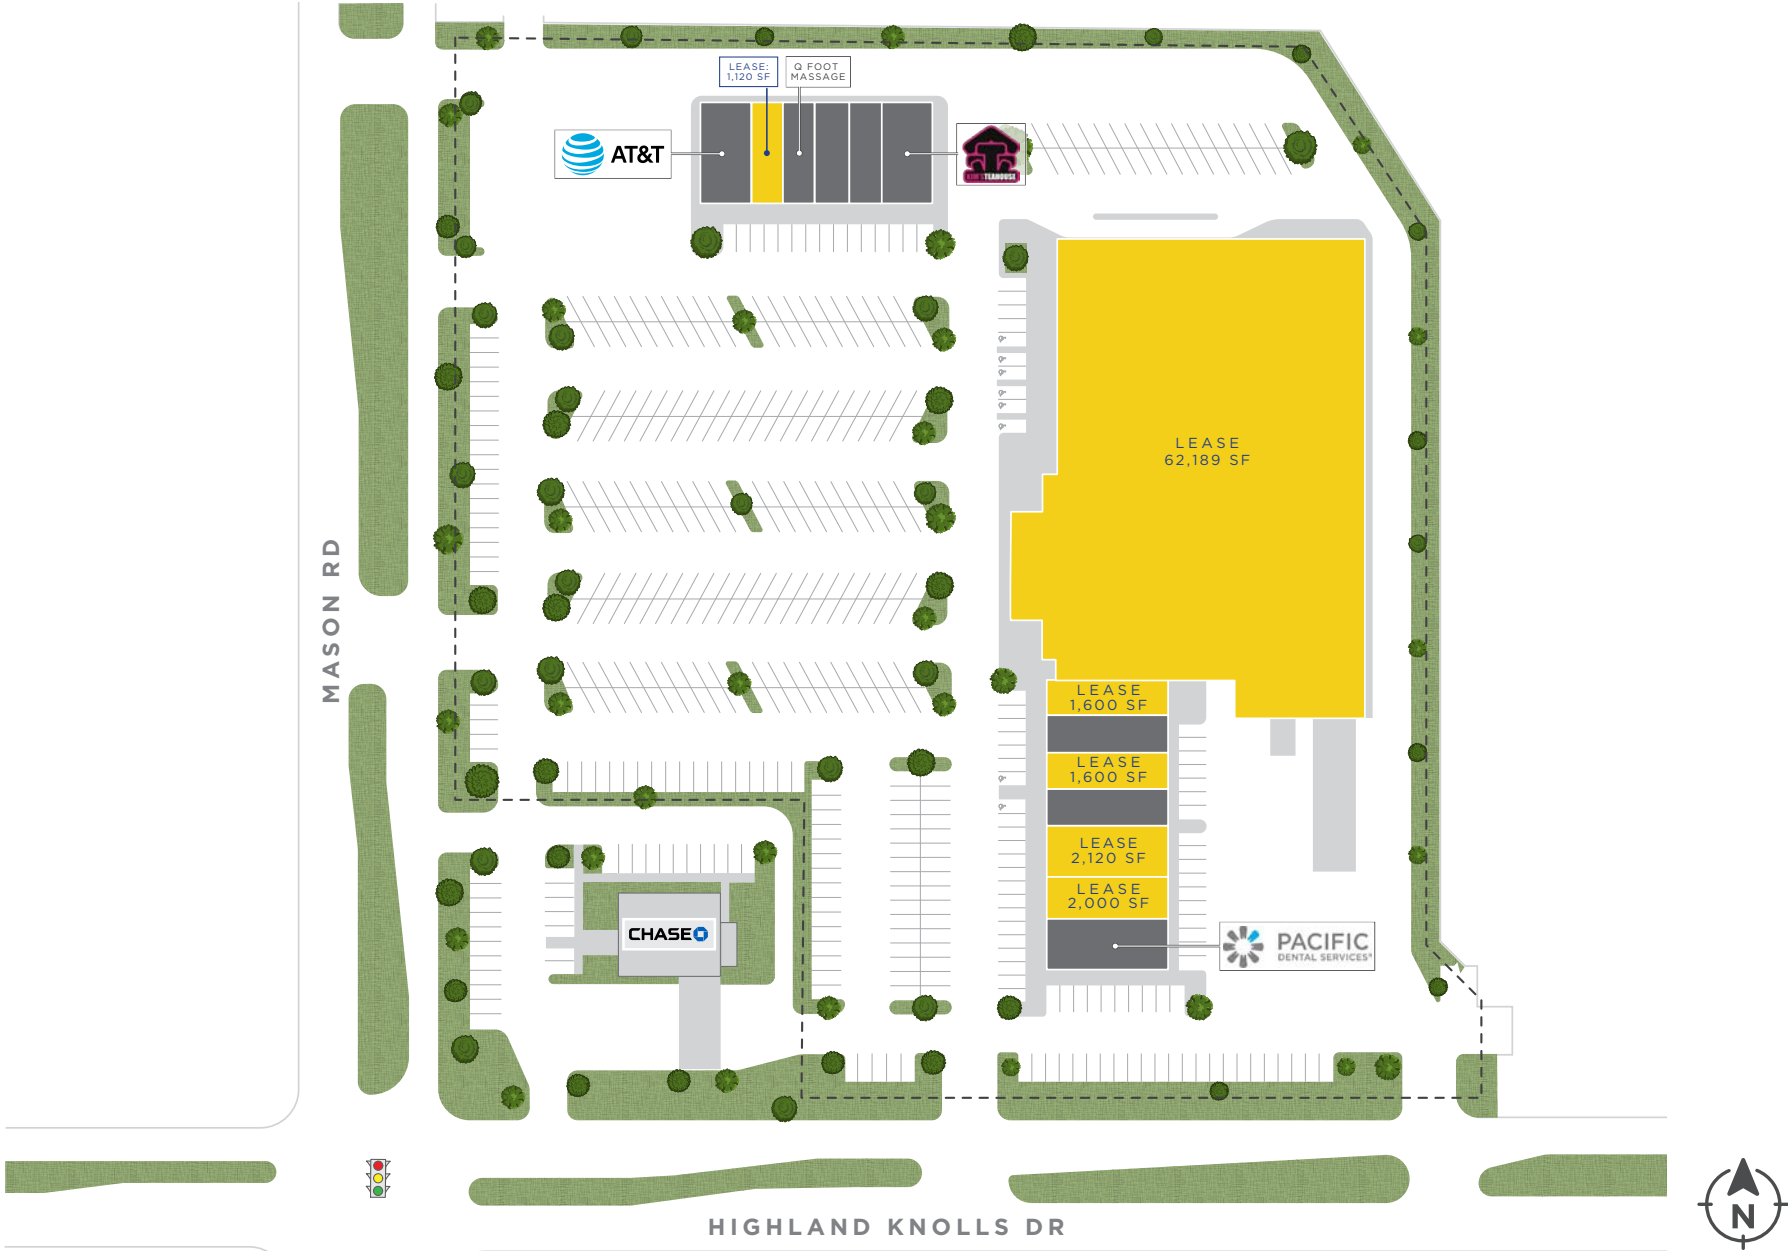 LEASE:
1,120 SF
Q FOOT
MASSAGE
AT&T
TEAHOUSE
LEASE
62,189 SF
MASON RD
LEASE
1,600 SF
LEASE
1,600 SF
LEASE
2,120 SF
LEASE
2,000 SF
CHASE
PACIFIC
DENTAL SERVICES
HIGHLAND KNOLLS DR
N